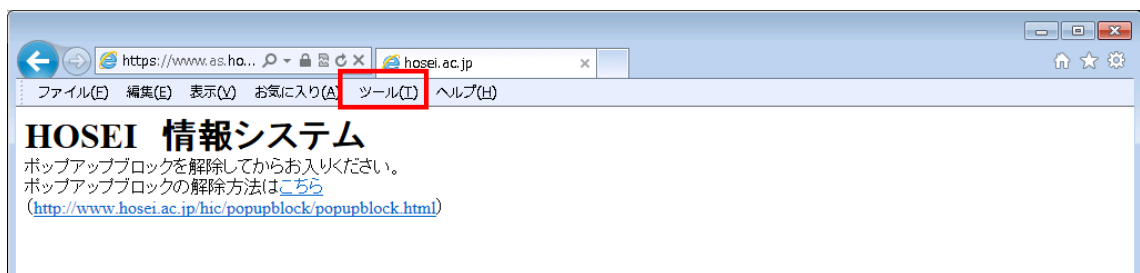 https://www.as.ho...
hosei.ac.jp
ファイル(F) 編集(E) 表示(V) お気に入り(A) ツール(T) ヘルプ(H)
HOSEI 情報システム
ポップアップブロックを解除してからお入りください。
ポップアップブロックの解除方法はこちら
(http://www.hosei.ac.jp/hic/popupblock/popupblock.html)